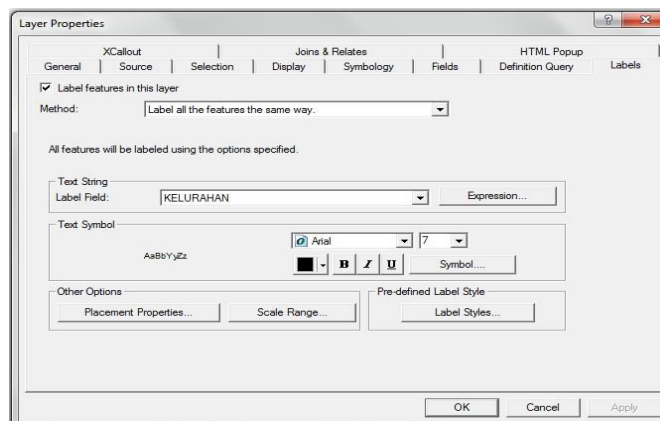 Layer Properties
XCallout Joins & Relates HTML Popup
General Source Selection Display Symbology Fields Definition Query Labels
Label features in this layer
Method: Label all the features the same way.
All features will be labeled using the options specified.
Text String
Label Field: KELURAHAN Expression...
Text Symbol
AaBbYyZz
Arial 7
B I U Symbol....
Other Options Pre-defined Label Style
Placement Properties... Scale Range... Label Styles...
OK Cancel Apply